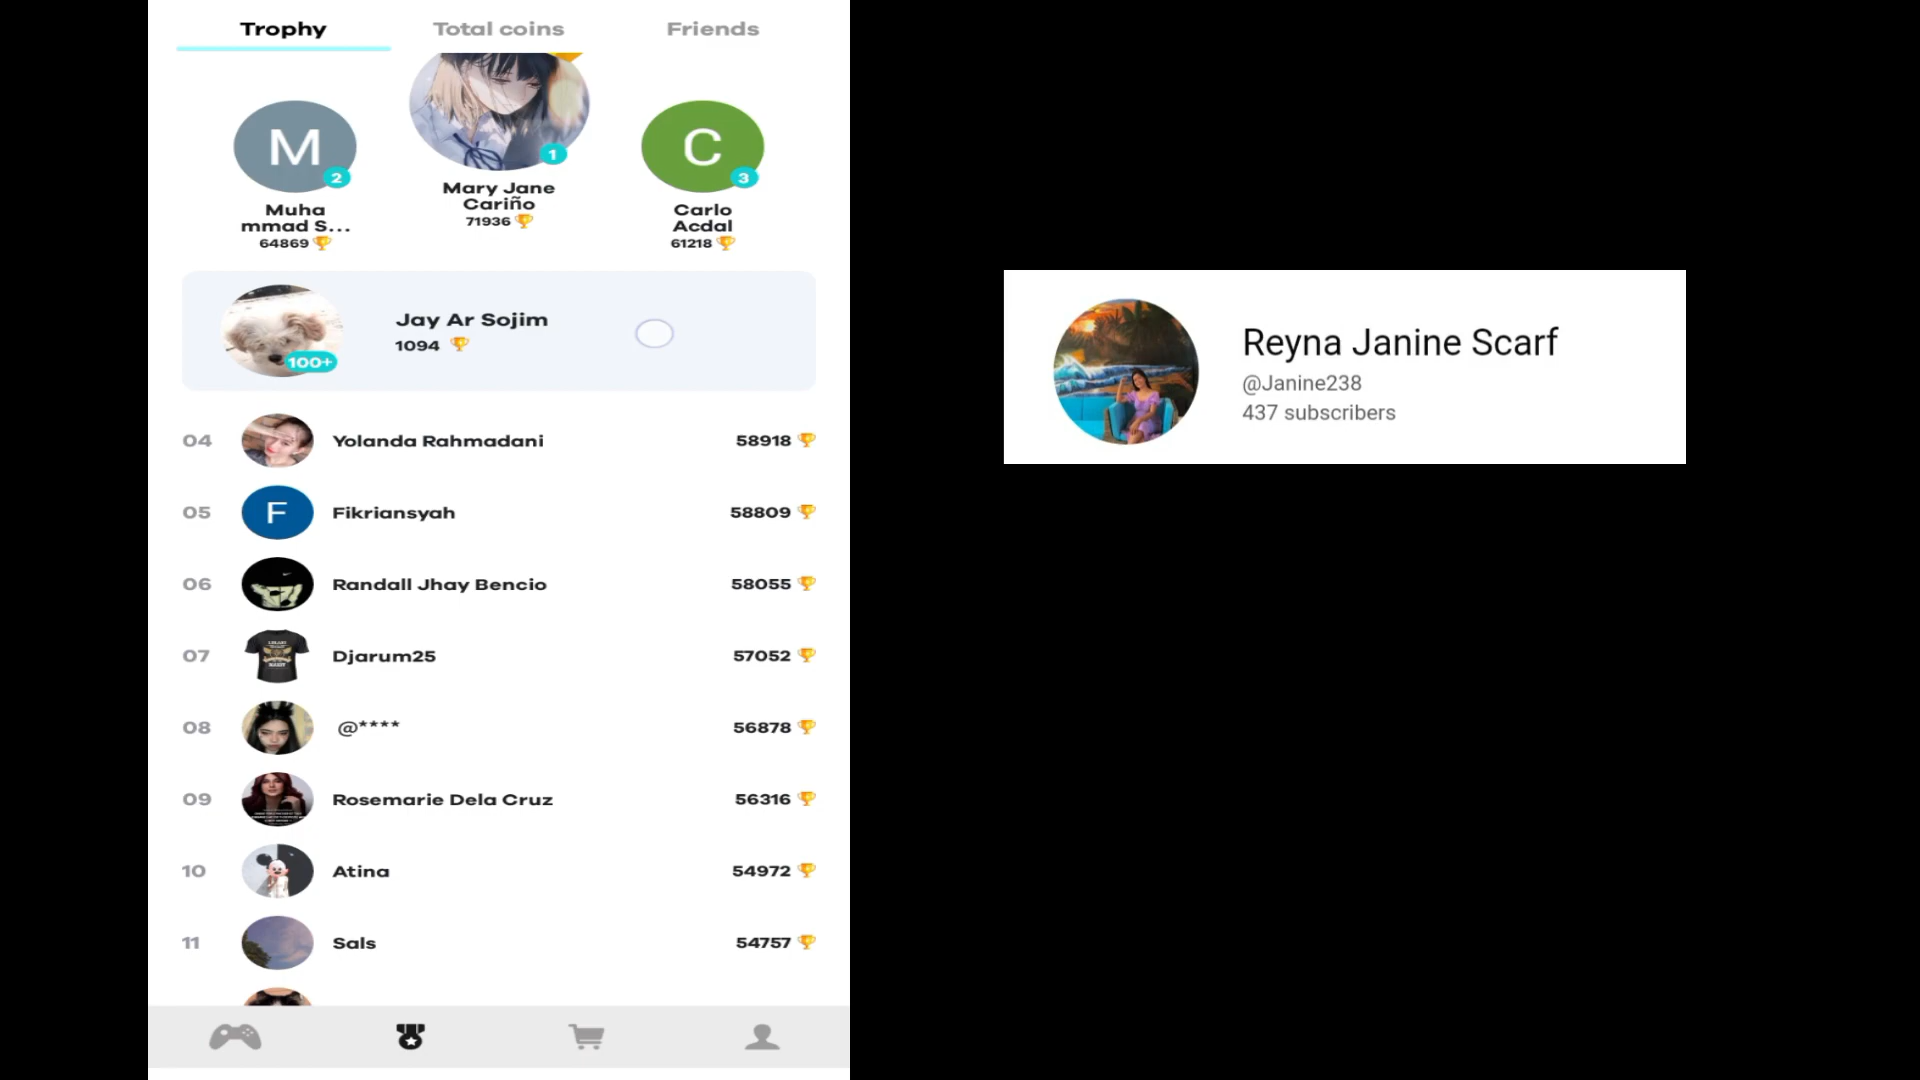 Trophy Total coins Friends
M
C
1
2
3
Mary Jane
Cariño
71936
Muha
mmad S...
64869
Carlo
Acdal
61218
Jay Ar Sojim
1094
100+
04 Yolanda Rahmadani 58918
05 F Fikriansyah 58809
06 Randall Jhay Bencio 58055
07 Djarum25 57052
08 @**** 56878
09 Rosemarie Dela Cruz 56316
10 Atina 54972
11 Sals 54757
Reyna Janine Scarf
@Janine238
437 subscribers